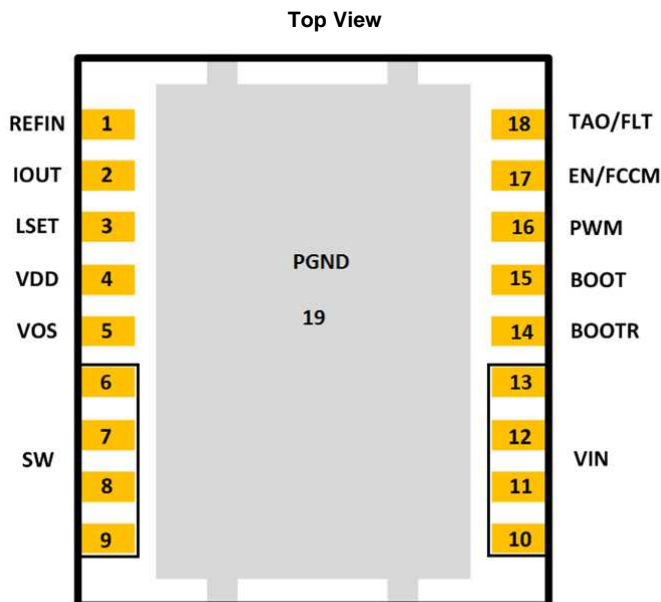 Top View
REFIN 1 18 TAO/FLT
IOUT 2 17 EN/FCCM
LSET 3 16 PWM
PGND
VDD 4 15 BOOT
19
VOS 5 14 BOOTR
6 13
7 12
SW VIN
8 11
9 10